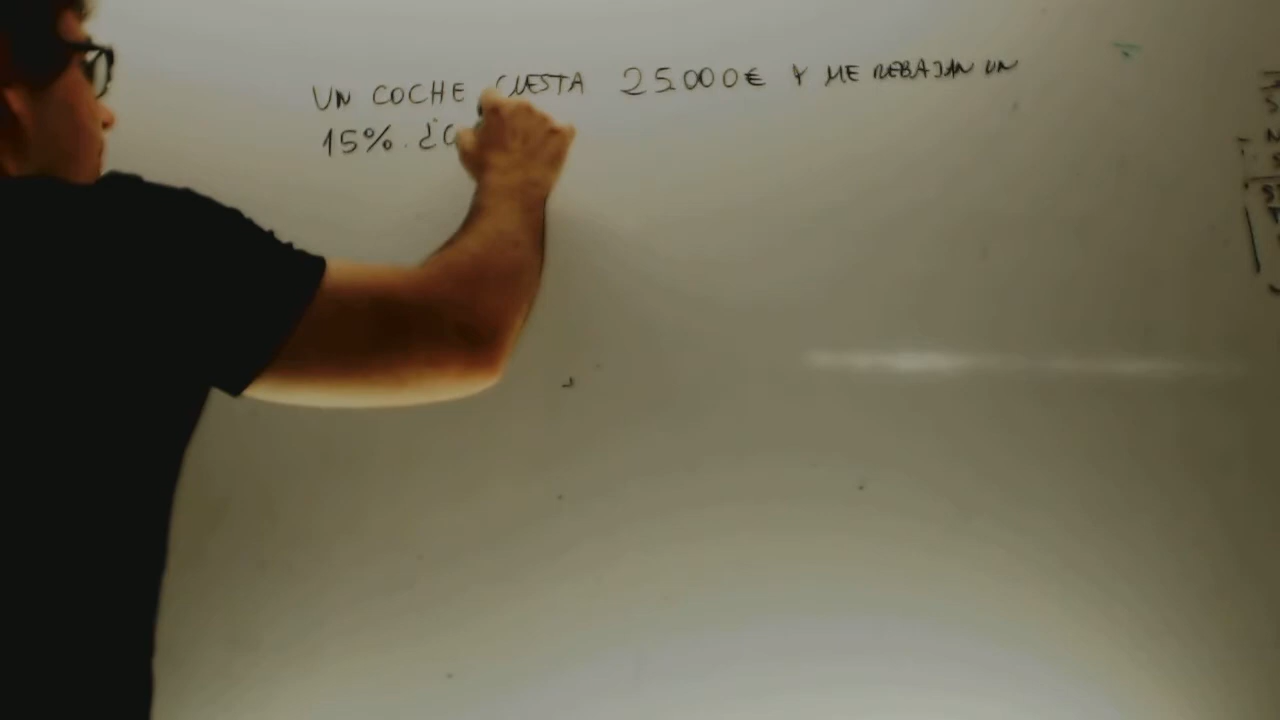 UN COCHE CUESTA 25.000€ Y ME REBAJAN UN
15%. ¿C